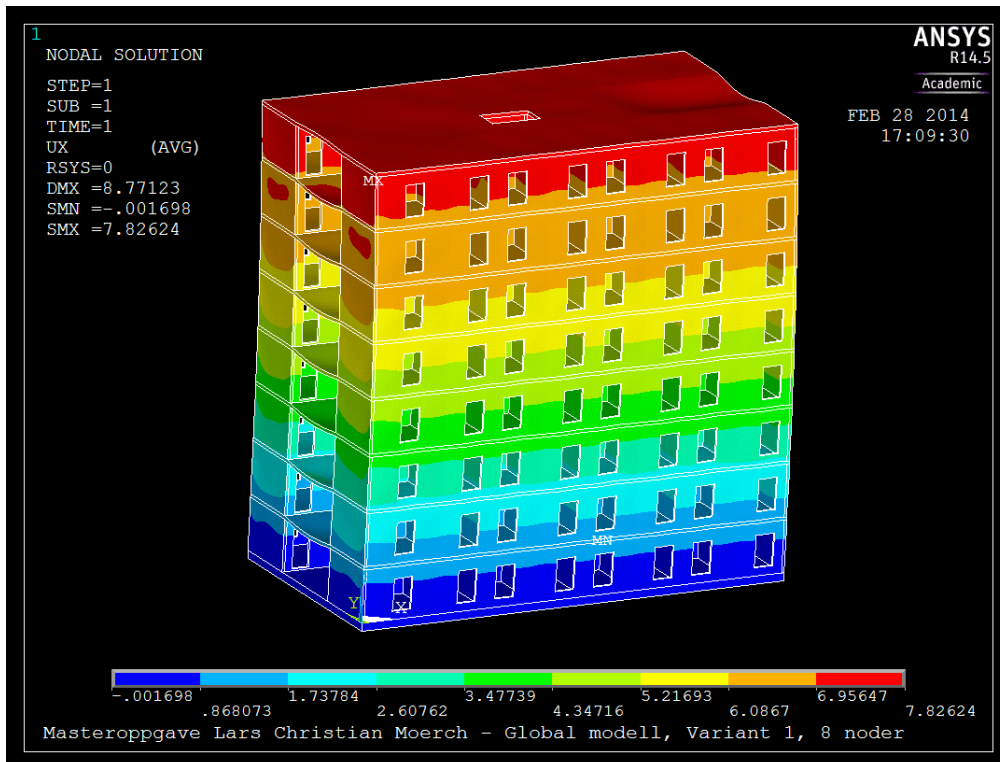 1
NODAL SOLUTION
STEP=1
SUB =1
TIME=1
UX (AVG)
RSYS=0
DMX =8.77123
SMN =-.001698
SMX =7.82624
ANSYS
R14.5
Academic
FEB 28 2014
17:09:30
MX
MN
Y
X
-.001698 1.73784 3.47739 5.21693 6.95647
.868073 2.60762 4.34716 6.0867 7.82624
Masteroppgave Lars Christian Moerch - Global modell, Variant 1, 8 noder